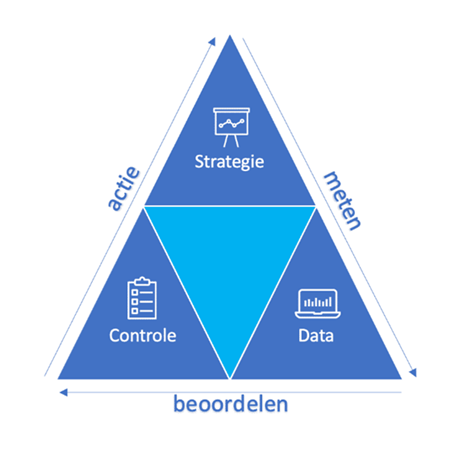 Strategie
actie
meten
Controle
Data
beoordelen